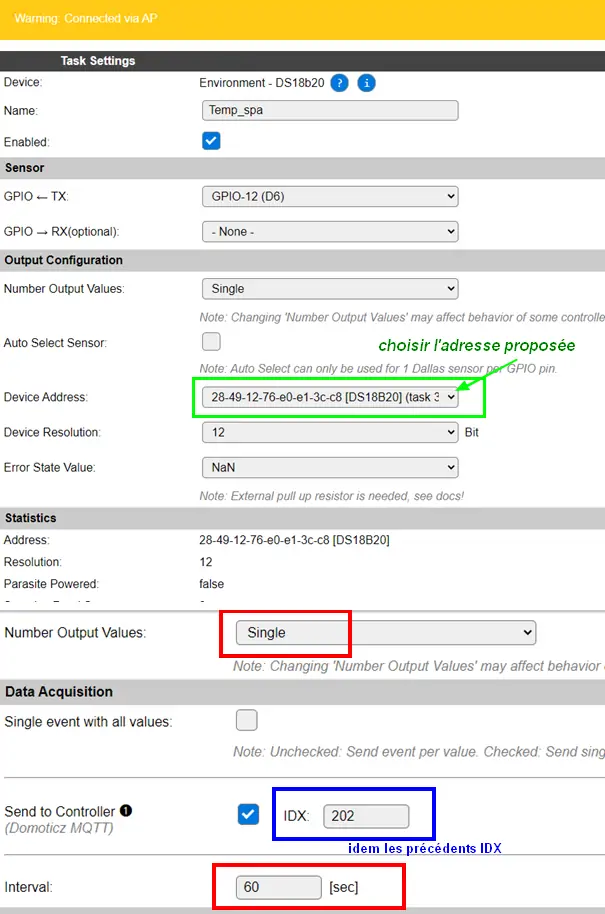 Warning: Connected via AP
Task Settings
Device: Environment - DS18b20 ? i
Name: Temp_spa
Enabled:
Sensor
GPIO ← TX: GPIO-12 (D6)
GPIO → RX(optional): - None -
Output Configuration
Number Output Values: Single
Note: Changing 'Number Output Values' may affect behavior of some controlle
Auto Select Sensor:
choisir l'adresse proposée
Note: Auto Select can only be used for 1 Dallas sensor per GPIO pin.
Device Address: 28-49-12-76-e0-e1-3c-c8 [DS18B20] (task 3
Device Resolution: 12 Bit
Error State Value: NaN
Note: External pull up resistor is needed, see docs!
Statistics
Address: 28-49-12-76-e0-e1-3c-c8 [DS18B20]
Resolution: 12
Parasite Powered: false
Number Output Values: Single
Note: Changing 'Number Output Values' may affect behavior
Data Acquisition
Single event with all values:
Note: Unchecked: Send event per value. Checked: Send sing
Send to Controller ❶ IDX: 202
(Domoticz MQTT)
idem les précédents IDX
Interval: 60 [sec]